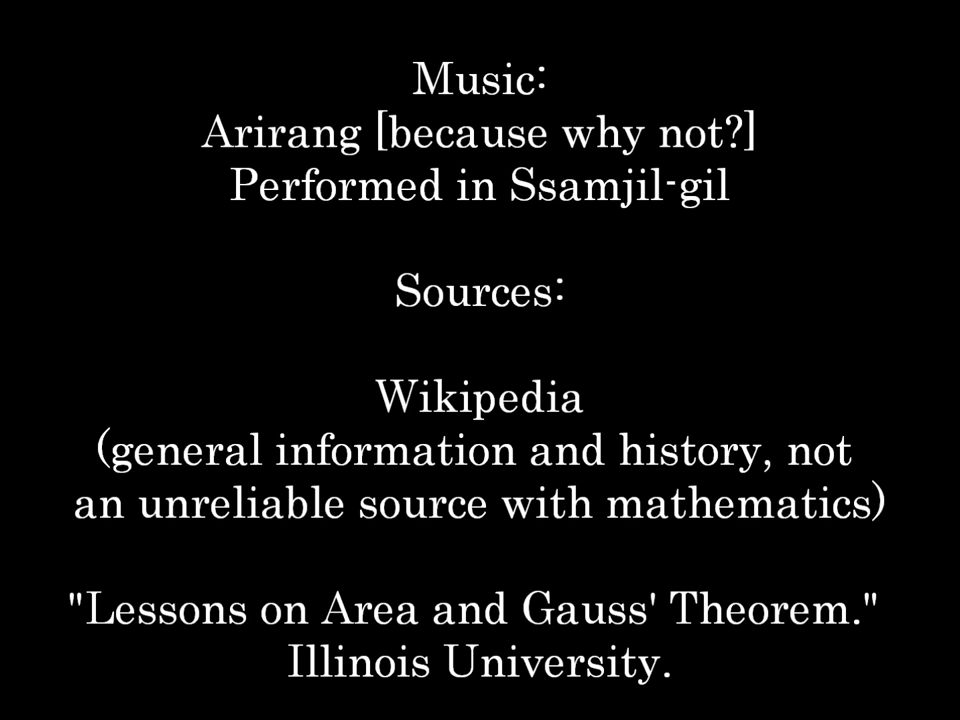 Music:
Arirang [because why not?]
Performed in Ssamjil-gil
Sources:
Wikipedia
(general information and history, not
an unreliable source with mathematics)
"Lessons on Area and Gauss' Theorem."
Illinois University.